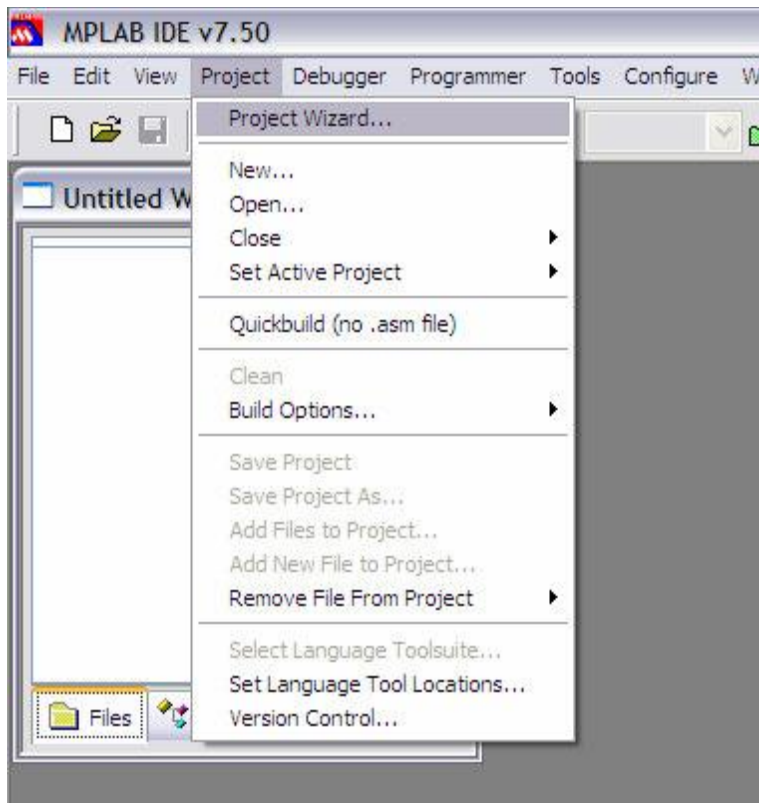 MPLAB IDE v7.50
File Edit View Project Debugger Programmer Tools Configure W
Project Wizard...
New...
Untitled W
Open...
Close
Set Active Project
Quickbuild (no .asm file)
Clean
Build Options...
Save Project
Save Project As...
Add Files to Project...
Add New File to Project...
Remove File From Project
Select Language Toolsuite...
Set Language Tool Locations...
Files
Version Control...